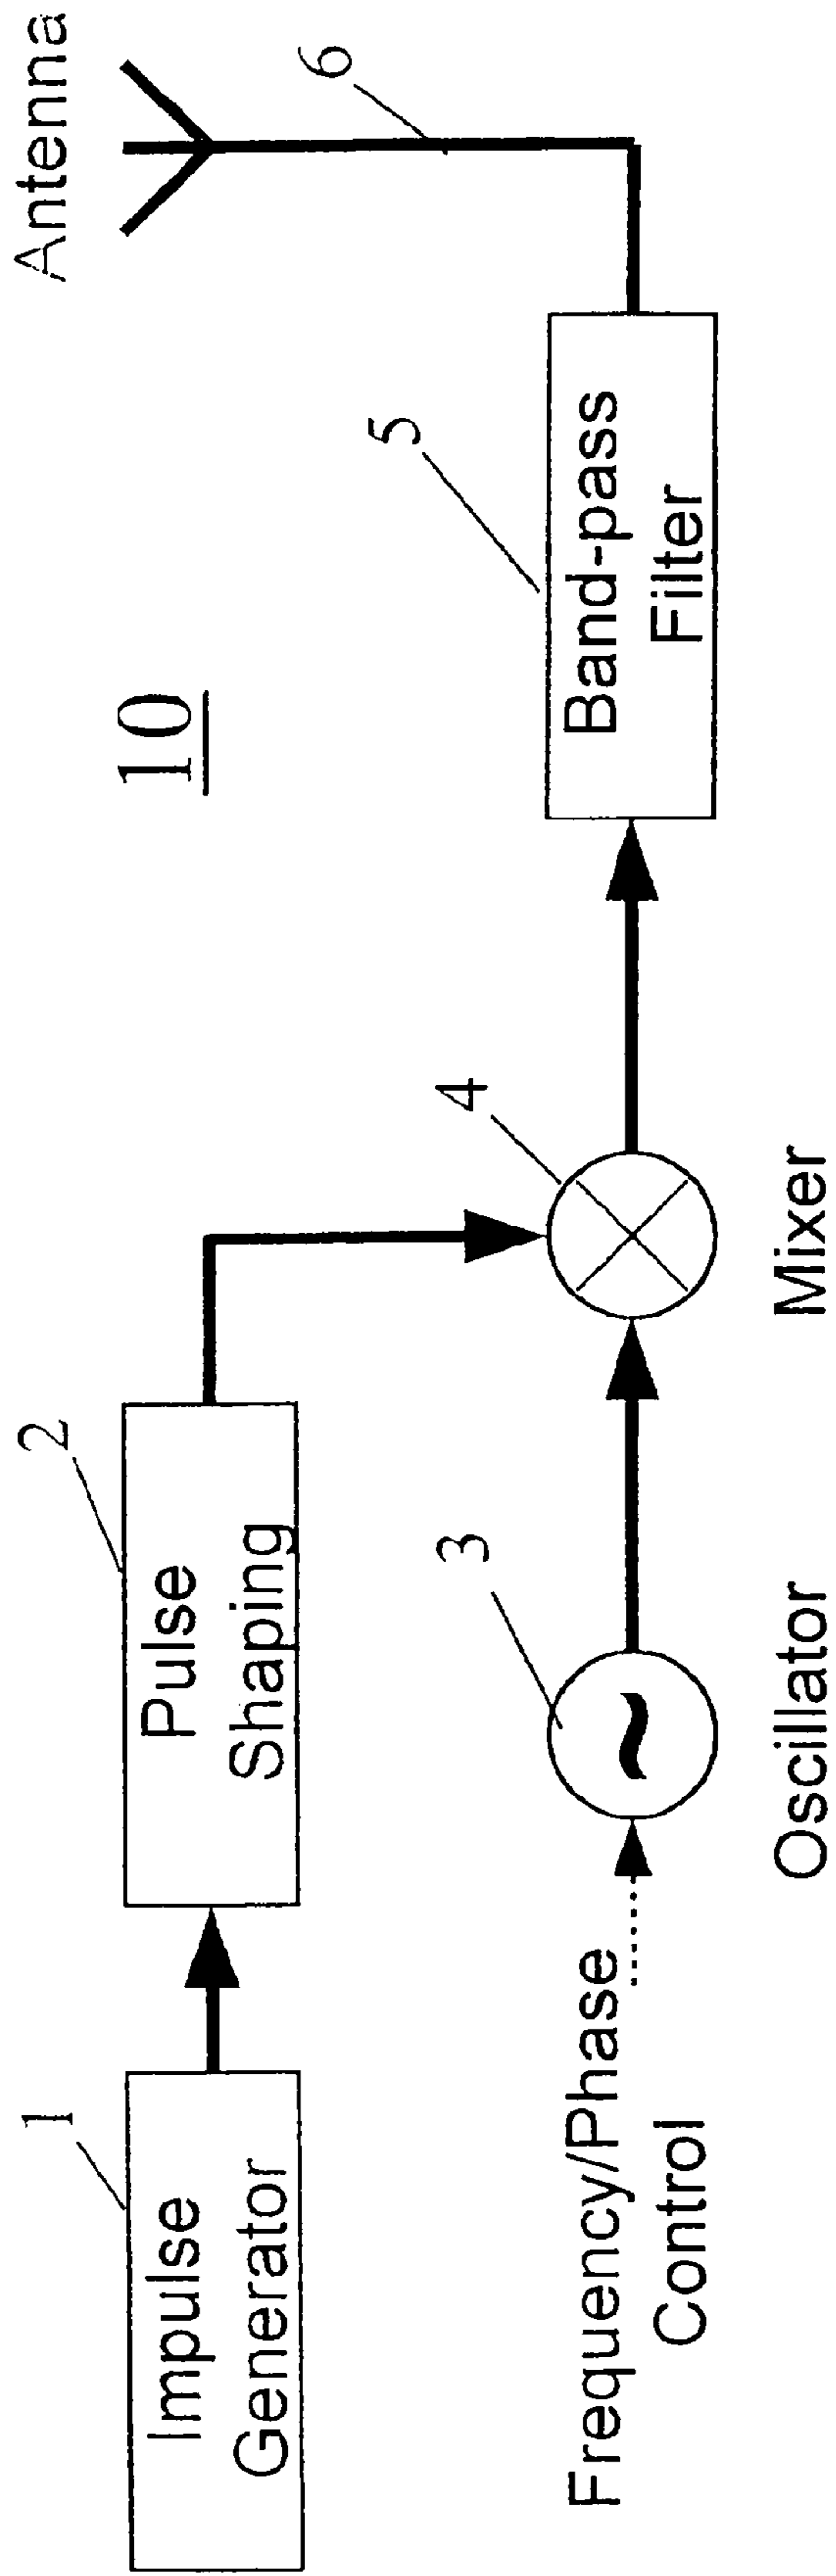 Antenna
6
10
5
Band-pass
Filter
4
Mixer
2
Pulse
Shaping
3
Oscillator
1
Impulse
Generator
Frequency/Phase
Control